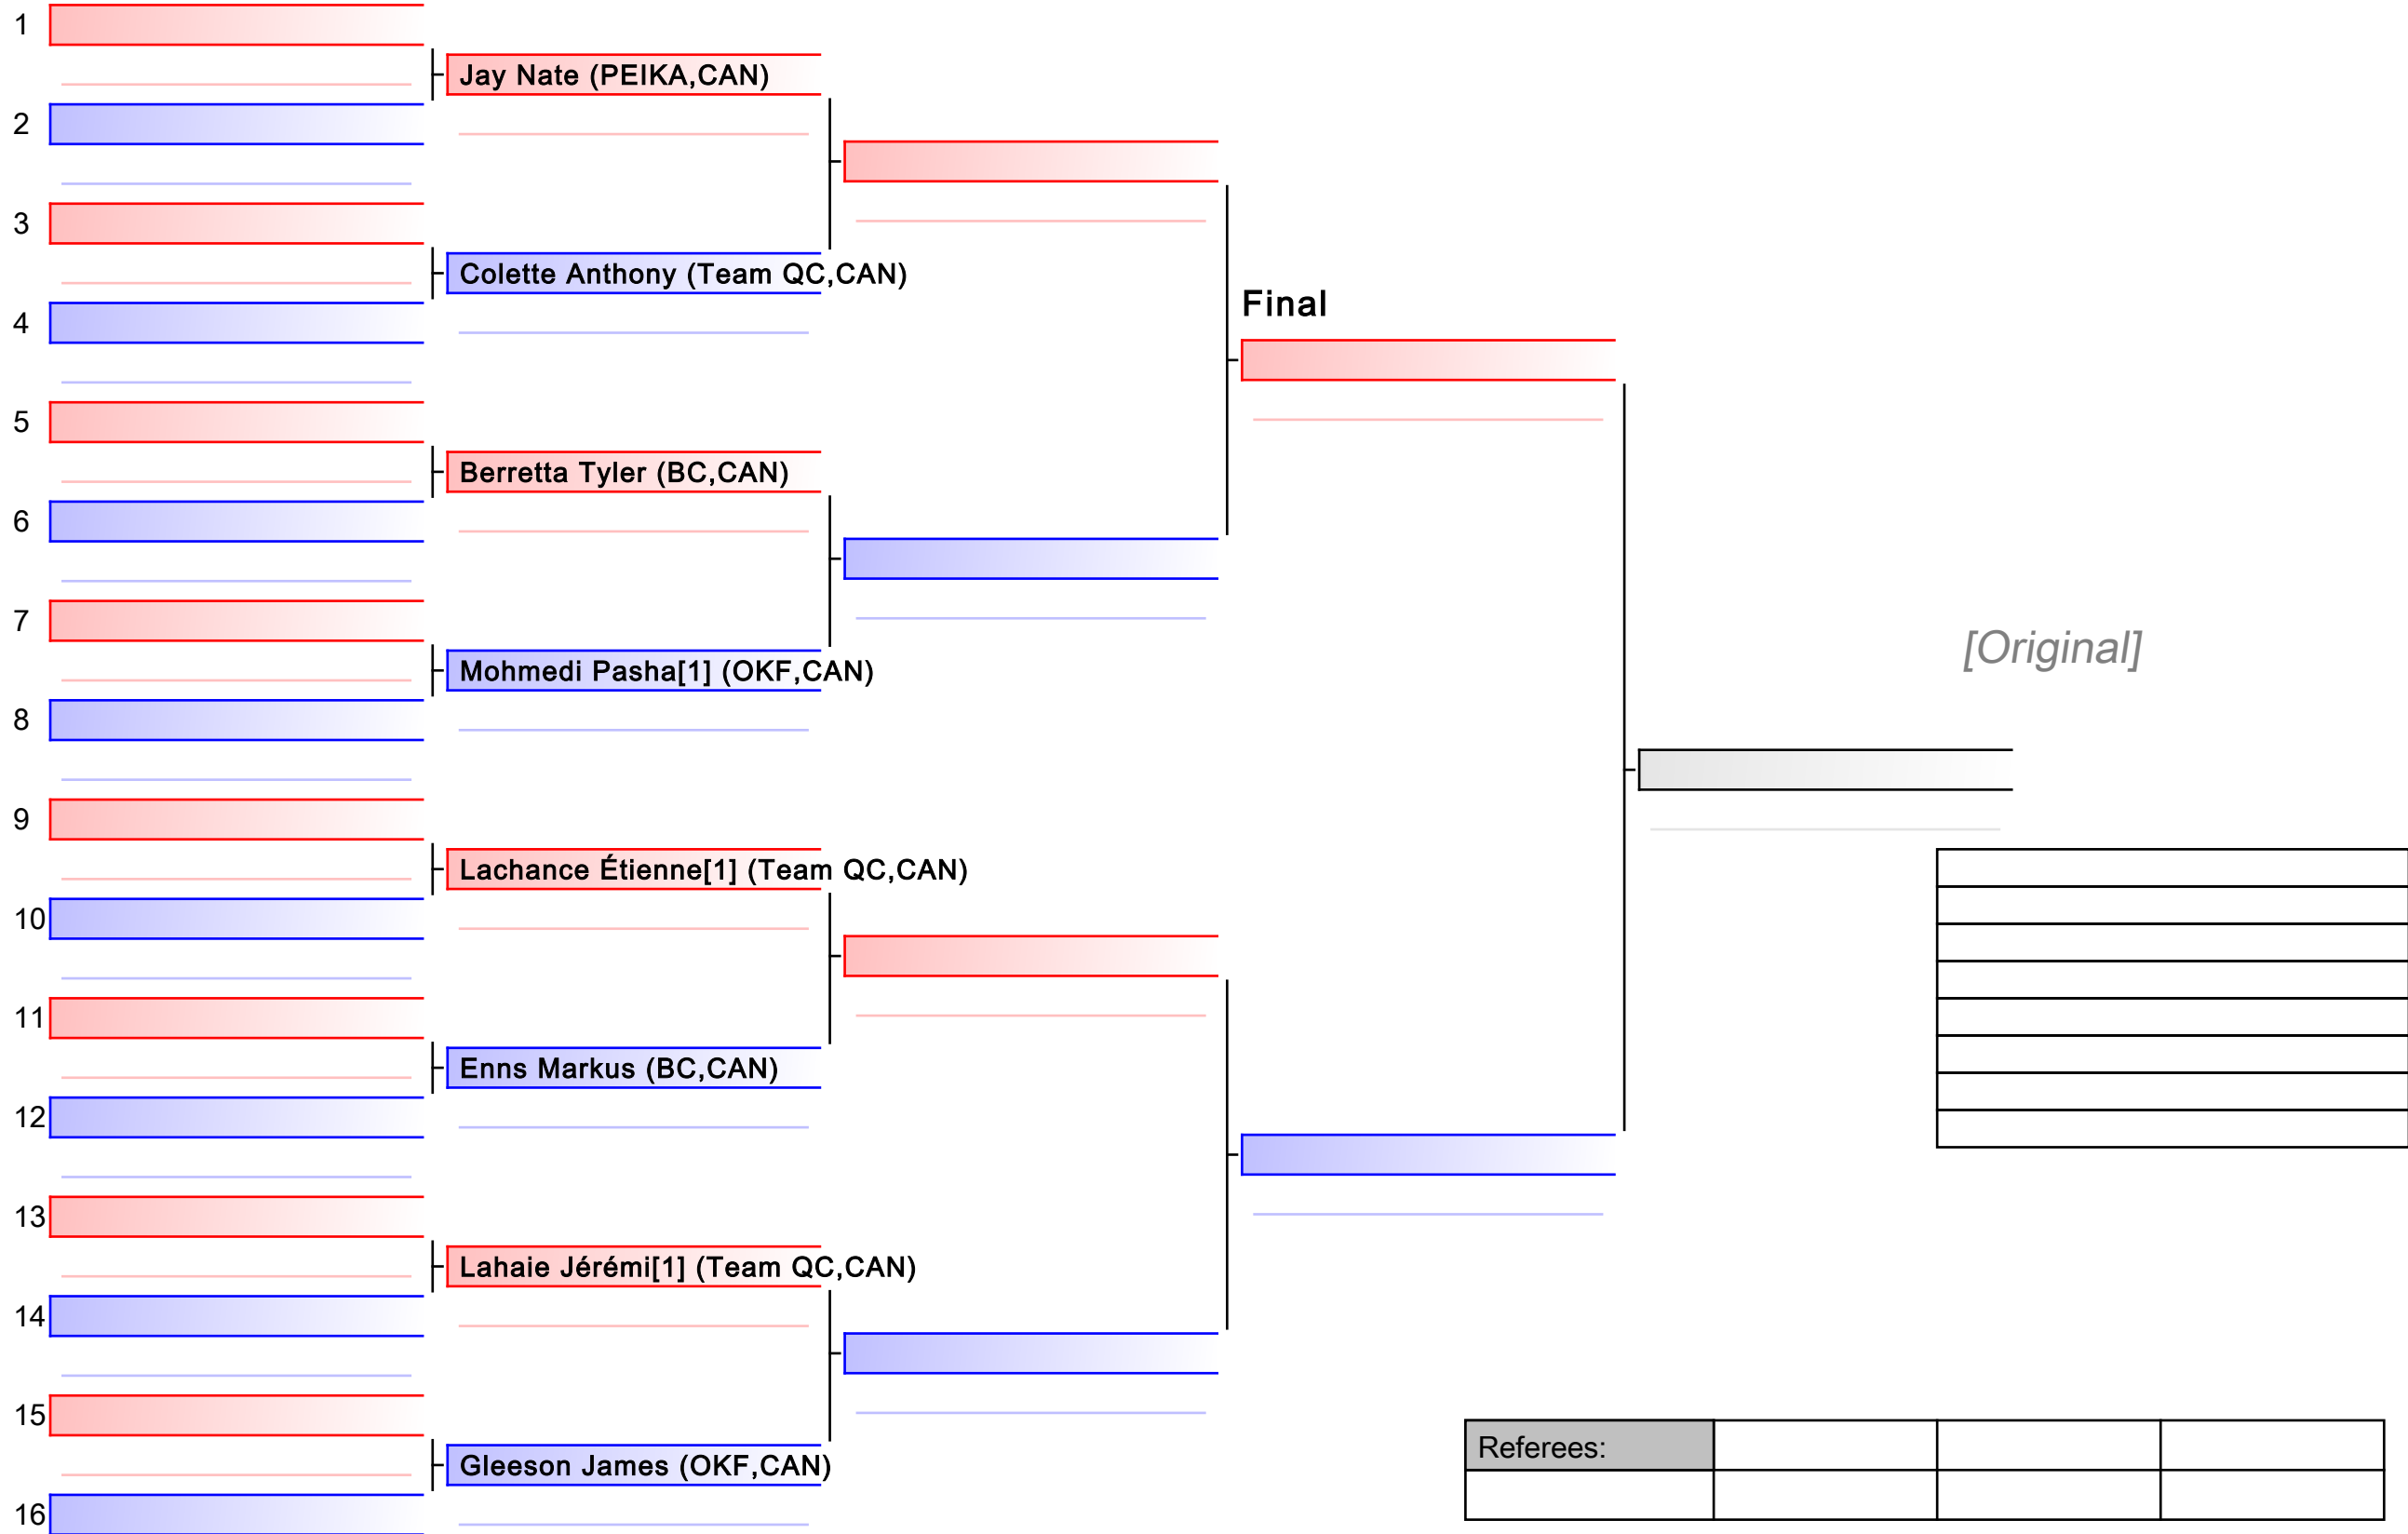 1
Jay Nate (PEIKA,CAN)
2
3
Colette Anthony (Team QC,CAN)
4
Final
5
Berretta Tyler (BC,CAN)
6
7
[Original]
Mohmedi Pasha[1] (OKF,CAN)
8
9
Lachance Étienne[1] (Team QC,CAN)
10
11
Enns Markus (BC,CAN)
12
13
Lahaie Jérémi[1] (Team QC,CAN)
14
15
Referees:
Gleeson James (OKF,CAN)
16